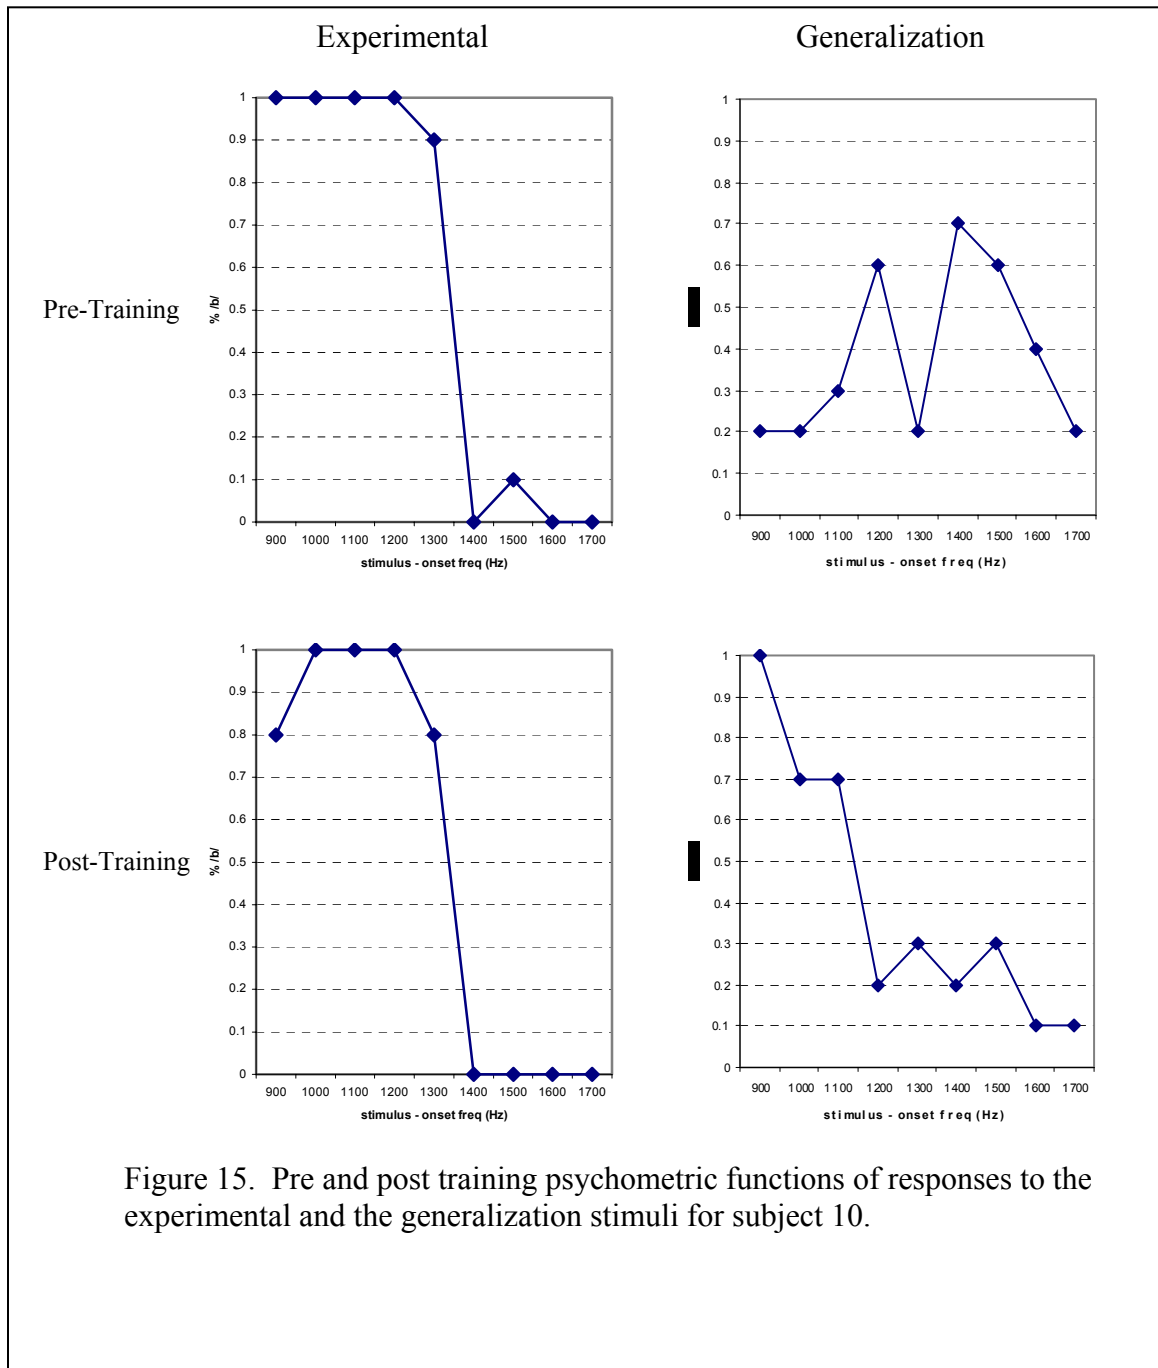 Experimental
Generalization
Pre-Training
% /b/
1
0.9
0.8
0.7
0.6
0.5
0.4
0.3
0.2
0.1
0
900 1000 1100 1200 1300 1400 1500 1600 1700
stimulus - onset freq (Hz)
1
0.9
0.8
0.7
0.6
0.5
0.4
0.3
0.2
0.1
0
900 1000 1100 1200 1300 1400 1500 1600 1700
stimulus - onset freq (Hz)
Post-Training
% /b/
1
0.9
0.8
0.7
0.6
0.5
0.4
0.3
0.2
0.1
0
900 1000 1100 1200 1300 1400 1500 1600 1700
stimulus - onset freq (Hz)
1
0.9
0.8
0.7
0.6
0.5
0.4
0.3
0.2
0.1
0
900 1000 1100 1200 1300 1400 1500 1600 1700
stimulus - onset freq (Hz)
Figure 15. Pre and post training psychometric functions of responses to the
experimental and the generalization stimuli for subject 10.